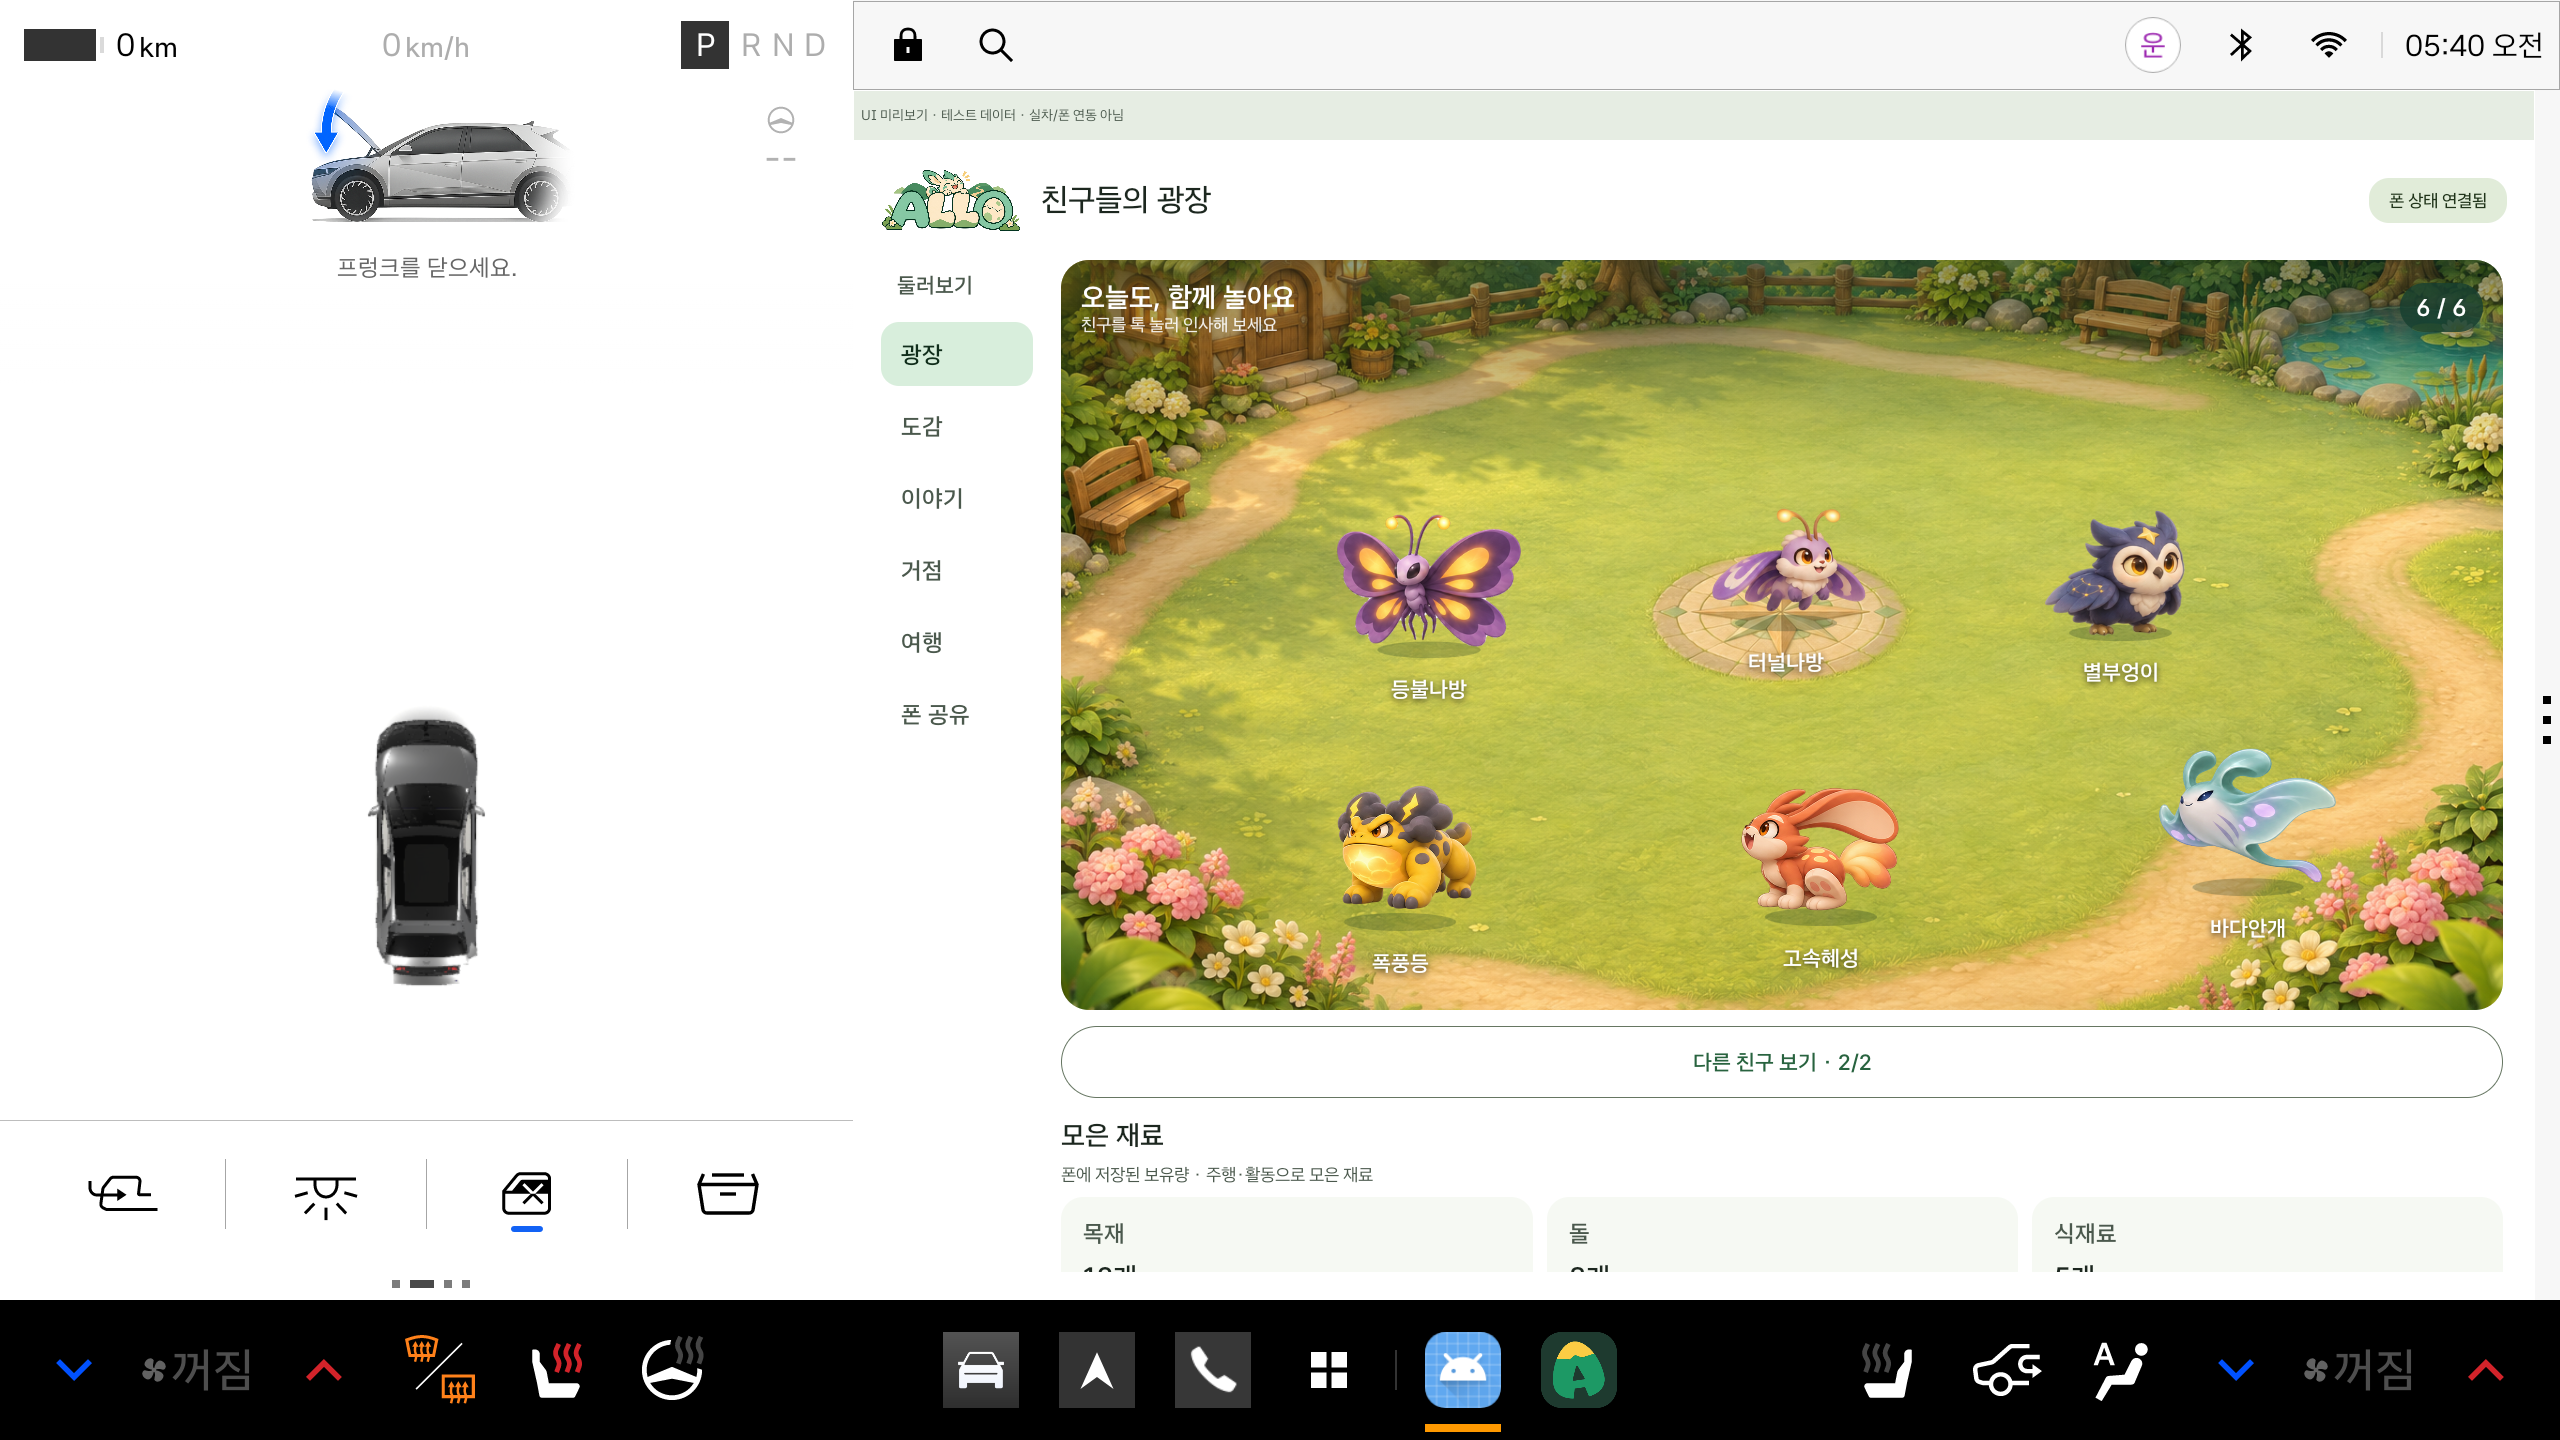 0 km
0 km/h
P R N D
프렁크를 닫으세요.
운
05:40 오전
UI 미리보기 · 테스트 데이터 · 실차/폰 연동 아님
ALLO
친구들의 광장
폰 상태 연결됨
둘러보기
광장
도감
이야기
거점
여행
폰 공유
오늘도, 함께 놀아요
친구를 톡 눌러 인사해 보세요
6 / 6
등불나방
터널나방
별부엉이
폭풍등
고속혜성
바다안개
다른 친구 보기 · 2/2
모은 재료
폰에 저장된 보유량 · 주행·활동으로 모은 재료
목재
돌
식재료
꺼짐
A
A
꺼짐